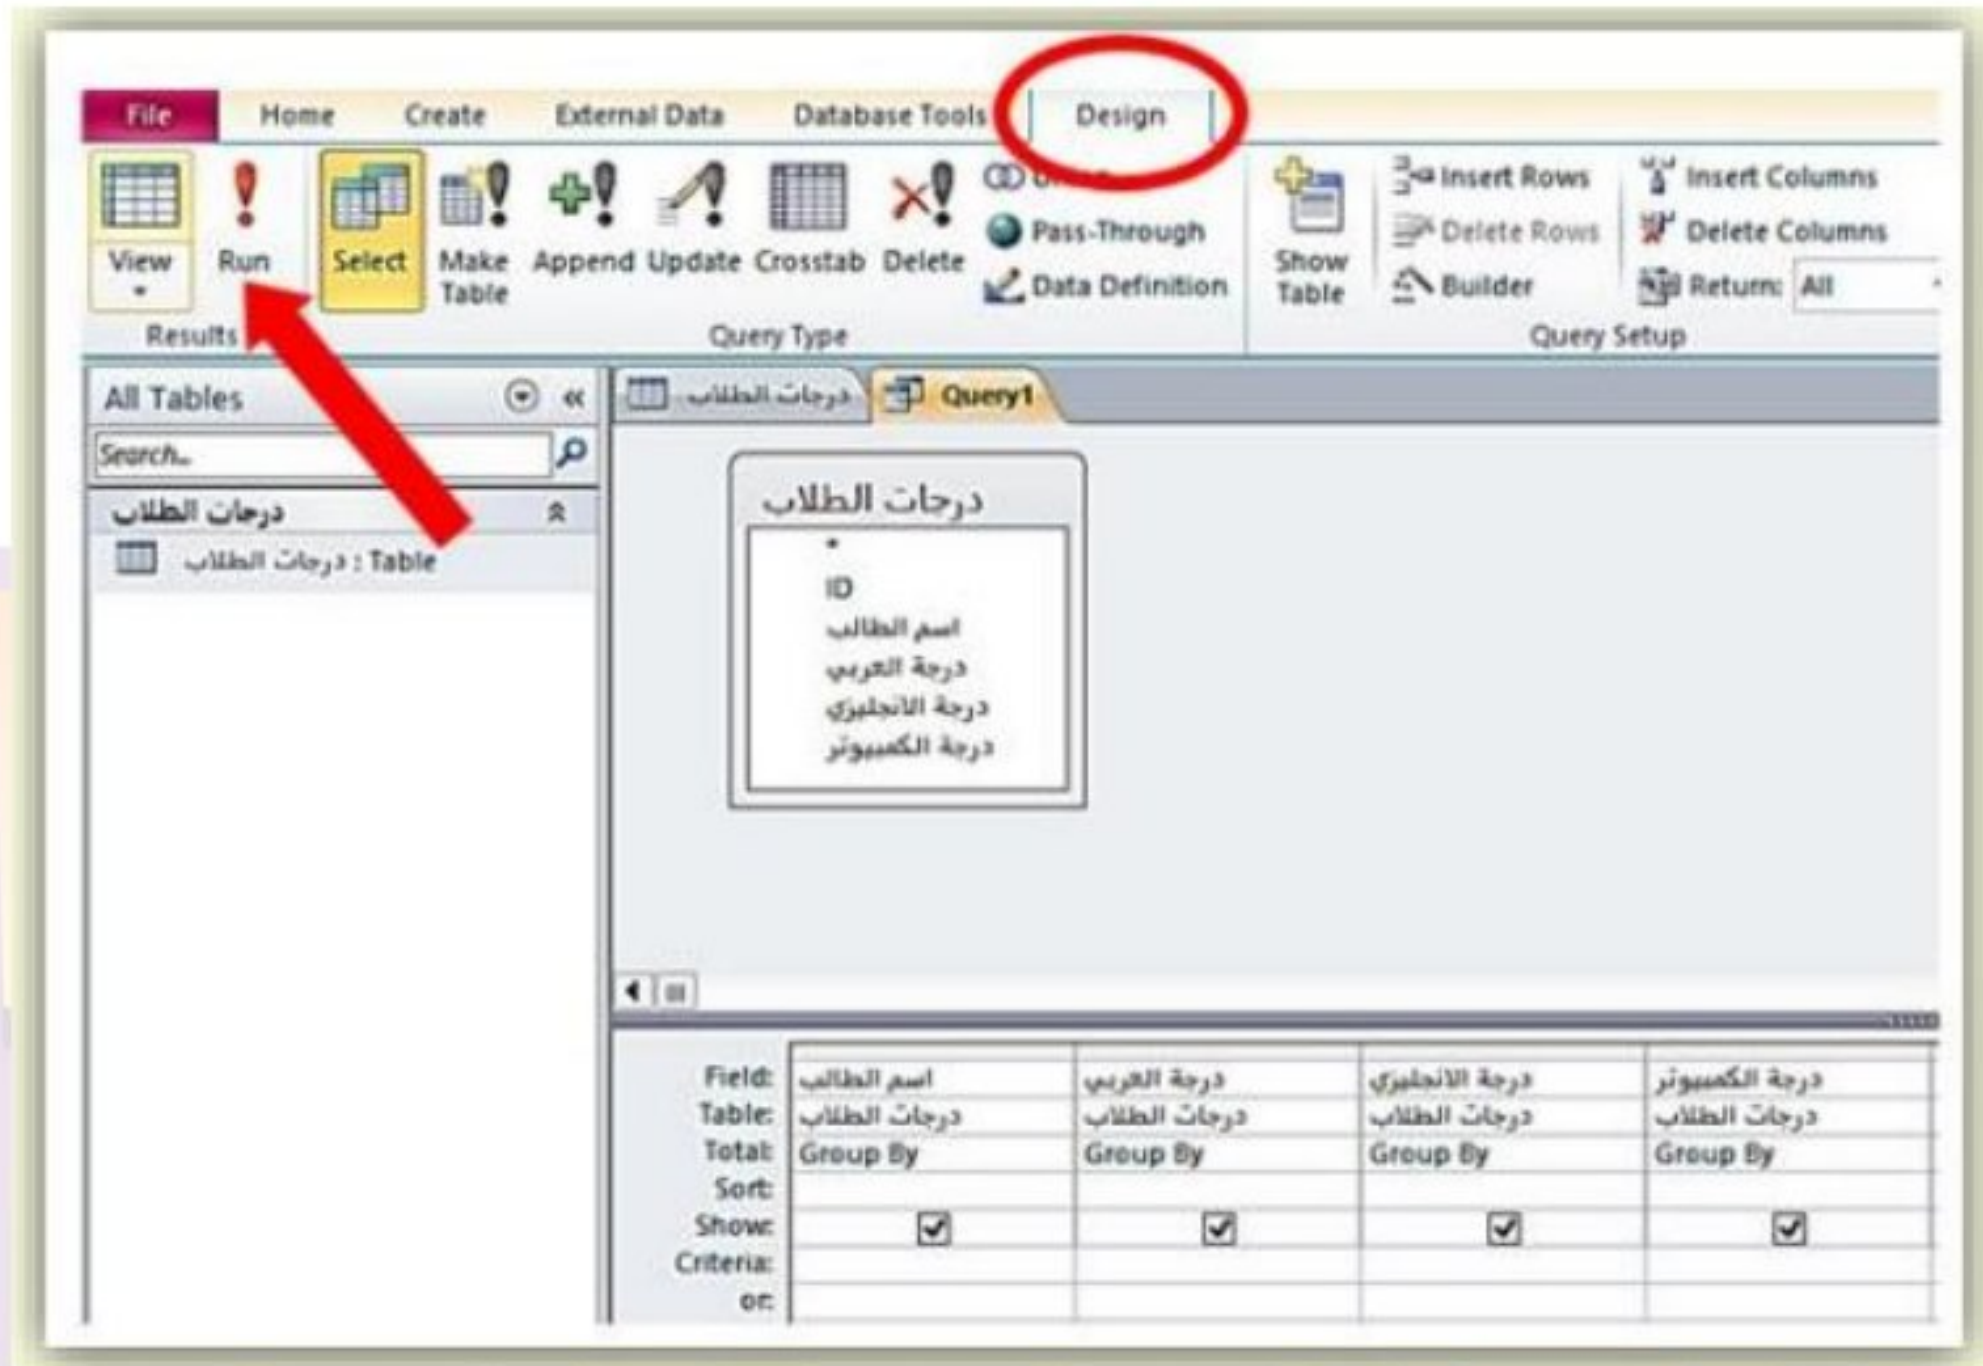 File Home Create External Data Database Tools Design
View Run Select Make Table Append Update Crosstab Delete
Pass-Through
Data Definition
Show Table
Insert Rows
Delete Rows
Builder
Insert Columns
Delete Columns
Return: All
Results Query Type Query Setup
All Tables
Search...
درجات الطلاب
درجات الطلاب : Table
درجات الطلاب Query1
درجات الطلاب
*
ID
اسم الطالب
درجة العربي
درجة الانجليزي
درجة الكمبيوتر
Field: اسم الطالب درجة العربي درجة الانجليزي درجة الكمبيوتر
Table: درجات الطلاب درجات الطلاب درجات الطلاب درجات الطلاب
Total: Group By Group By Group By Group By
Sort:
Show:
Criteria:
or: